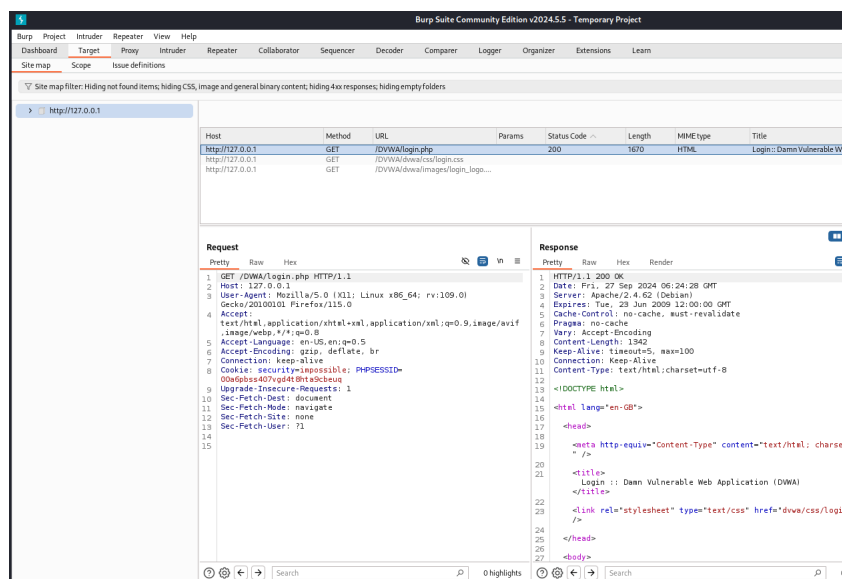 Burp Suite Community Edition v2024.5.5 - Temporary Project
Burp Project Intruder Repeater View Help
Dashboard Target Proxy Intruder Repeater Collaborator Sequencer Decoder Comparer Logger Organizer Extensions Learn
Site map Scope Issue definitions
Site map filter: Hiding not found items; hiding CSS, image and general binary content; hiding 4xx responses; hiding empty folders
http://127.0.0.1
Host Method URL Params Status Code Length MIME type Title
http://127.0.0.1 GET /DVWA/login.php 200 1670 HTML Login :: Damn Vulnerable W
http://127.0.0.1 GET /DVWA/dvwa/css/login.css
http://127.0.0.1 GET /DVWA/dvwa/images/login_logo....
Request
Pretty Raw Hex
\n
1 GET /DVWA/login.php HTTP/1.1
2 Host: 127.0.0.1
3 User-Agent: Mozilla/5.0 (X11; Linux x86_64; rv:109.0)
Gecko/20100101 Firefox/115.0
4 Accept:
text/html,application/xhtml+xml,application/xml;q=0.9,image/avif
,image/webp,*/*;q=0.8
5 Accept-Language: en-US,en;q=0.5
6 Accept-Encoding: gzip, deflate, br
7 Connection: keep-alive
8 Cookie: security=impossible; PHPSESSID=
00a6pbss407vgd4t8hta9cbeuq
9 Upgrade-Insecure-Requests: 1
10 Sec-Fetch-Dest: document
11 Sec-Fetch-Mode: navigate
12 Sec-Fetch-Site: none
13 Sec-Fetch-User: ?1
14
15
Search 0 highlights
Response
Pretty Raw Hex Render
1 HTTP/1.1 200 OK
2 Date: Fri, 27 Sep 2024 06:24:28 GMT
3 Server: Apache/2.4.62 (Debian)
4 Expires: Tue, 23 Jun 2009 12:00:00 GMT
5 Cache-Control: no-cache, must-revalidate
6 Pragma: no-cache
7 Vary: Accept-Encoding
8 Content-Length: 1342
9 Keep-Alive: timeout=5, max=100
10 Connection: Keep-Alive
11 Content-Type: text/html;charset=utf-8
12
13 <!DOCTYPE html>
14
15 <html lang="en-GB">
16
17 <head>
18
19 <meta http-equiv="Content-Type" content="text/html; charse
" />
20
21 <title>
Login :: Damn Vulnerable Web Application (DVWA)
</title>
22
23 <link rel="stylesheet" type="text/css" href="dvwa/css/logi
/>
24
25 </head>
26
27 <body>
Search